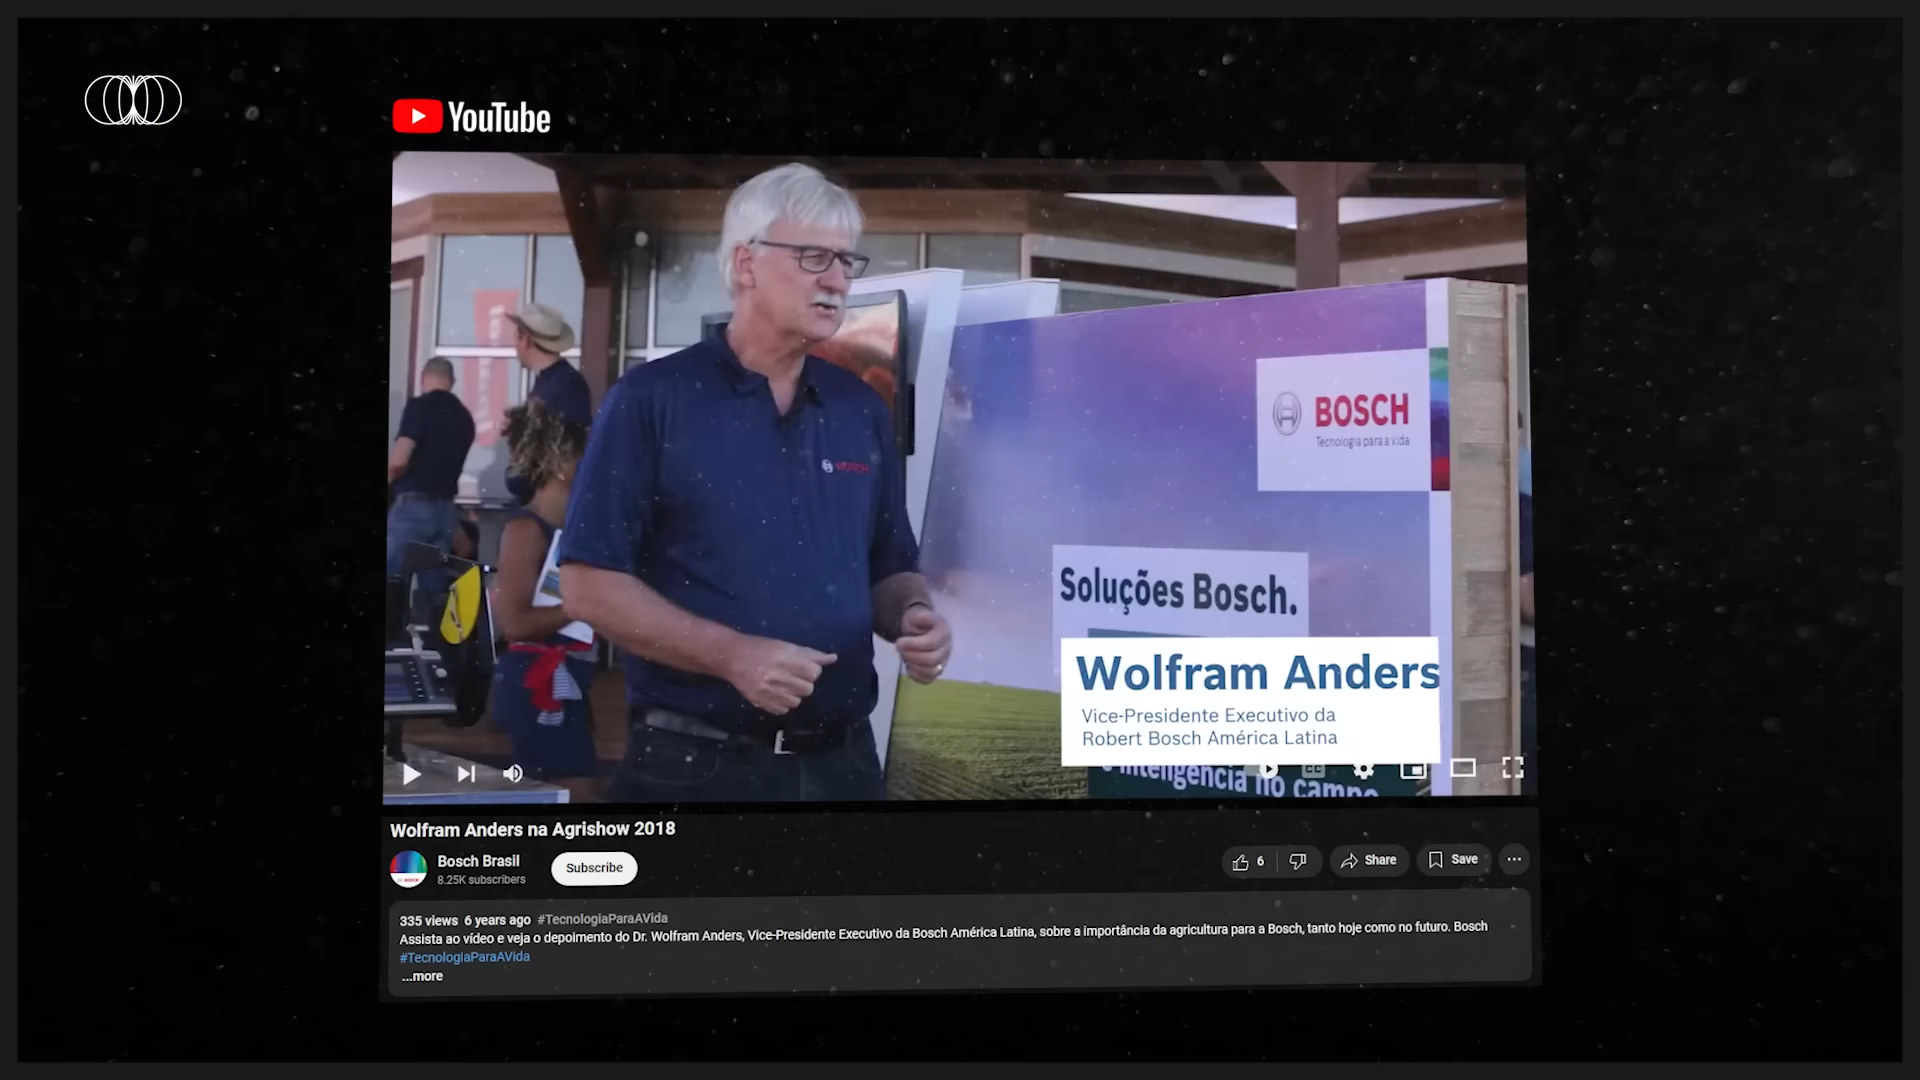 YouTube
BOSCH
Tecnologia para a vida
BOSCH
Soluções Bosch.
Wolfram Anders
Vice-Presidente Executivo da
Robert Bosch América Latina
e inteligência no campo
Wolfram Anders na Agrishow 2018
Bosch Brasil
8.25K subscribers
Subscribe
6
Share
Save
335 views 6 years ago #TecnologiaParaAVida
Assista ao vídeo e veja o depoimento do Dr. Wolfram Anders, Vice-Presidente Executivo da Bosch América Latina, sobre a importância da agricultura para a Bosch, tanto hoje como no futuro. Bosch
#TecnologiaParaAVida
...more